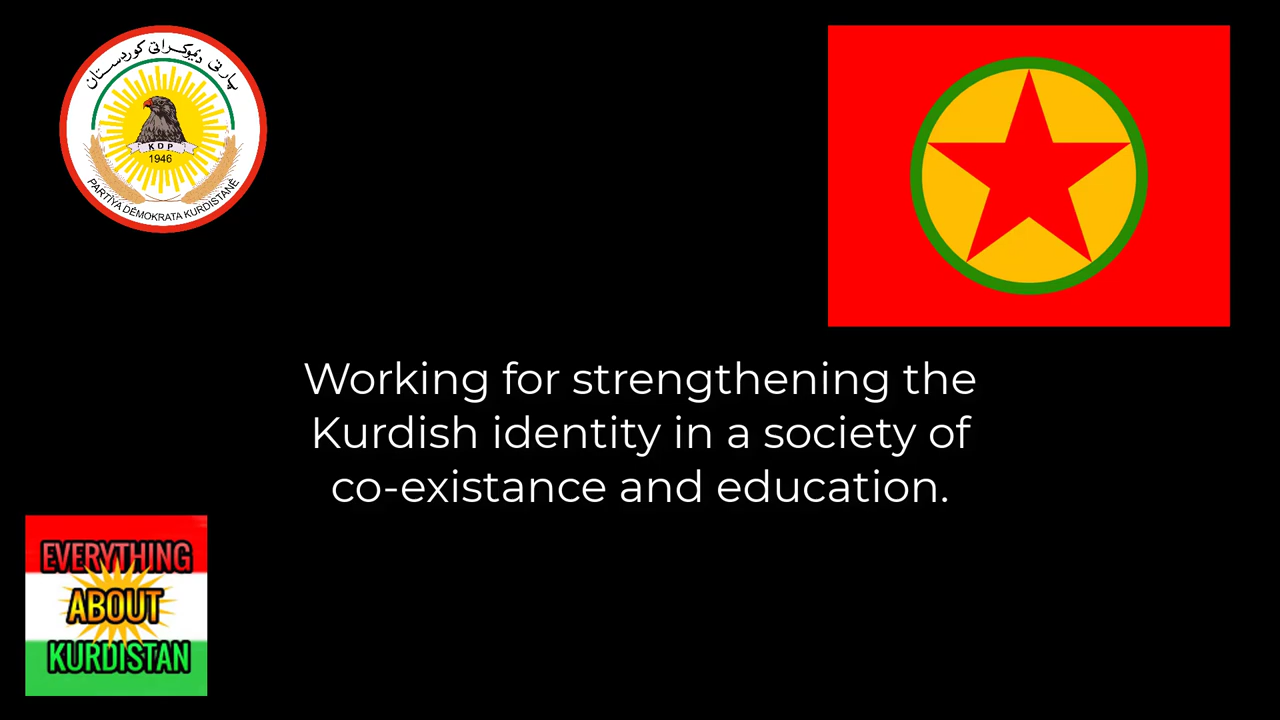 پارتی دیموکراتی کوردستان
KDP
1946
PARTÎYA DÊMOKRATA KURDISTANÊ
Working for strengthening the
Kurdish identity in a society of
co-existance and education.
EVERYTHING
ABOUT
KURDISTAN